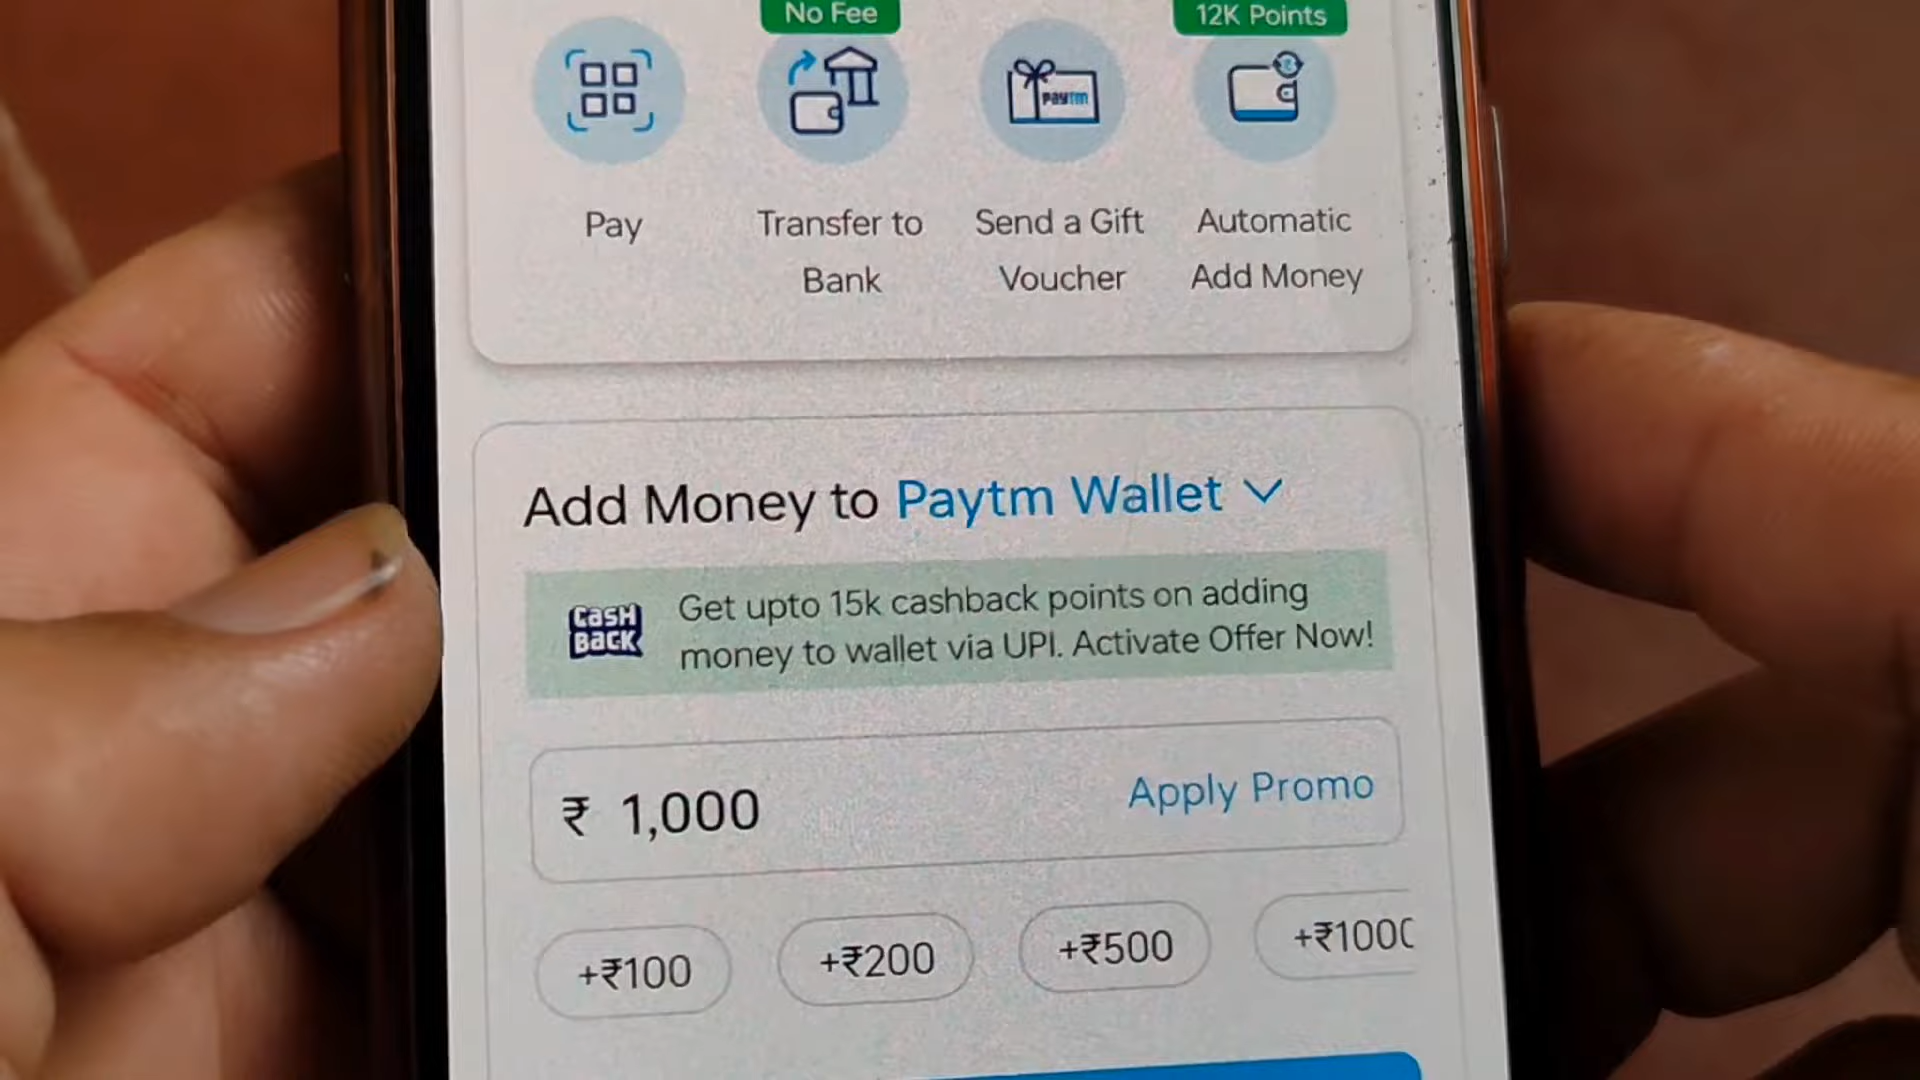 No Fee
12K Points
paytm
Pay
Transfer to
Bank
Send a Gift
Voucher
Automatic
Add Money
Add Money to Paytm Wallet
CASH
BACK
Get upto 15k cashback points on adding
money to wallet via UPI. Activate Offer Now!
₹ 1,000
Apply Promo
+₹100
+₹200
+₹500
+₹1000